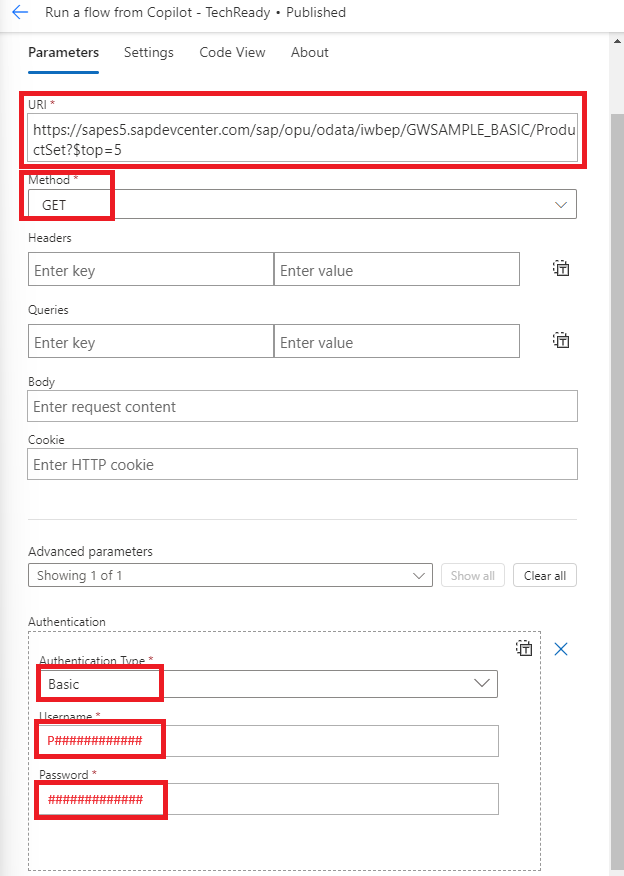 Run a flow from Copilot - TechReady • Published
Parameters Settings Code View About
URI *
https://sapes5.sapdevcenter.com/sap/opu/odata/iwbep/GWSAMPLE_BASIC/Produ
ctSet?$top=5
Method *
GET
Headers
Enter key Enter value
Queries
Enter key Enter value
Body
Enter request content
Cookie
Enter HTTP cookie
Advanced parameters
Showing 1 of 1 Show all Clear all
Authentication
Authentication Type *
Basic
Username *
P############
Password *
#############